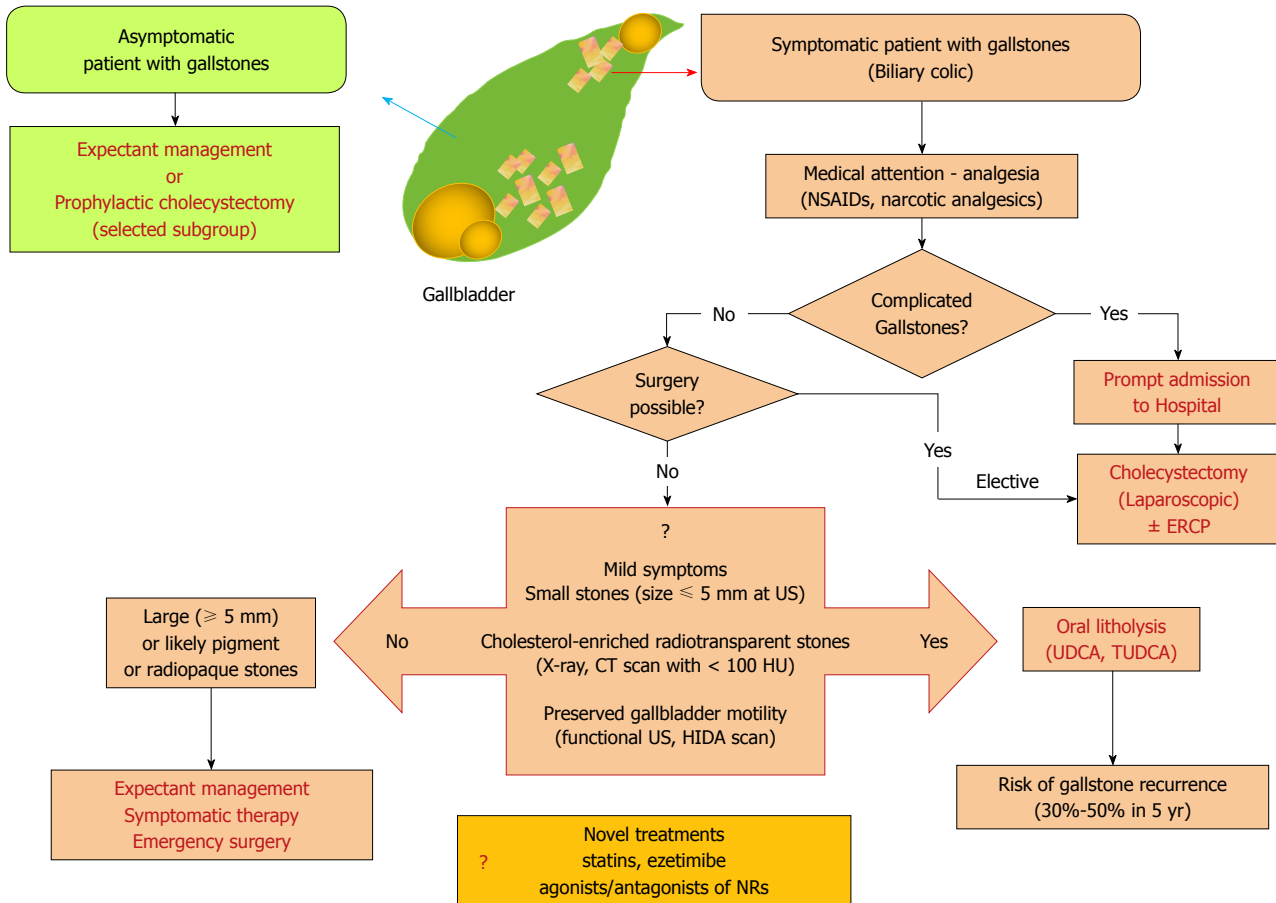 Asymptomatic
patient with gallstones
Expectant management
or
Prophylactic cholecystectomy
(selected subgroup)
Gallbladder
Symptomatic patient with gallstones
(Biliary colic)
Medical attention - analgesia
(NSAIDs, narcotic analgesics)
Complicated
Gallstones?
No
Yes
Surgery
possible?
Prompt admission
to Hospital
Yes
No
Elective
Cholecystectomy
(Laparoscopic)
± ERCP
?
Mild symptoms
Small stones (size ≤ 5 mm at US)
Cholesterol-enriched radiotransparent stones
(X-ray, CT scan with < 100 HU)
Preserved gallbladder motility
(functional US, HIDA scan)
No
Yes
Large (≥ 5 mm)
or likely pigment
or radiopaque stones
Expectant management
Symptomatic therapy
Emergency surgery
Oral litholysis
(UDCA, TUDCA)
Risk of gallstone recurrence
(30%-50% in 5 yr)
Novel treatments
? statins, ezetimibe
agonists/antagonists of NRs